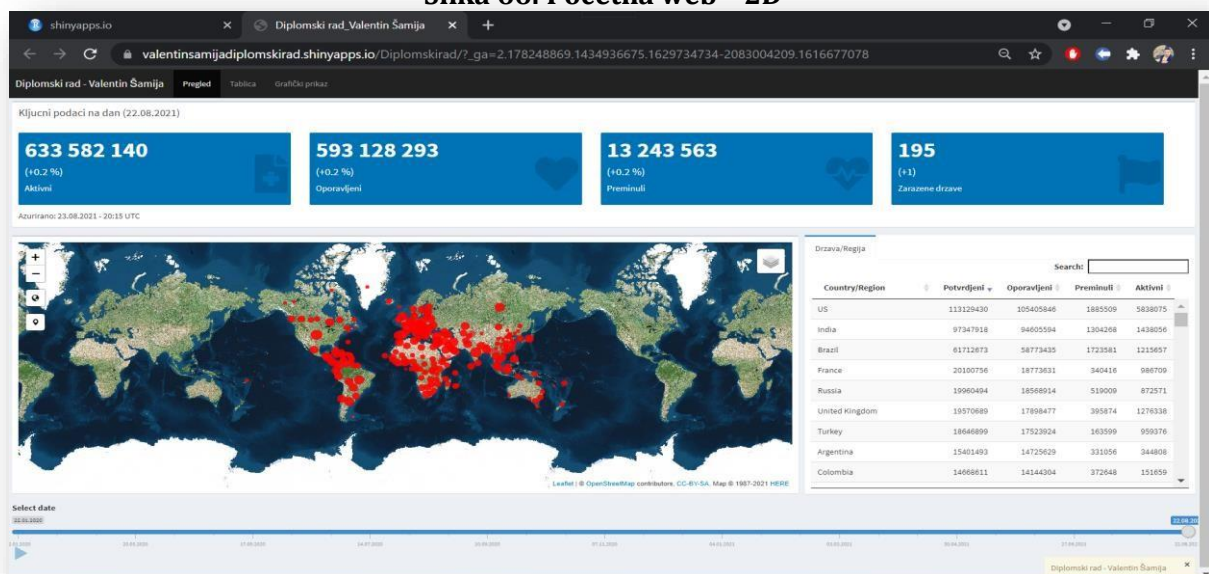 Slika 66. Početna web – 2D
shinyapps.io
Diplomski rad_Valentin Šamija
valentinsamijadiplomskirad.shinyapps.io/Diplomskirad/?_ga=2.178248869.1434936675.1629734734-2083004209.1616677078
Diplomski rad - Valentin Šamija Pregled Tablica Grafički prikaz
Kljucni podaci na dan (22.08.2021)
633 582 140
(+0.2 %)
Aktivni
593 128 293
(+0.2 %)
Oporavljeni
13 243 563
(+0.2 %)
Preminuli
195
(+1)
Zarazene drzave
Azurirano: 23.08.2021 - 20:15 UTC
+
−
Leaflet | © OpenStreetMap contributors, CC-BY-SA, Map © 1987-2021 HERE
Drzava/Regija
Search:
Country/Region Potvrdjeni Oporavljeni Preminuli Aktivni
US 113129430 105405846 1885509 5838075
India 97347918 94605594 1304268 1438056
Brazil 61712673 58773435 1723581 1215657
France 20100756 18773631 340416 986709
Russia 19960494 18568914 519009 872571
United Kingdom 19570689 17898477 395874 1276338
Turkey 18646899 17523924 163599 959376
Argentina 15401493 14725629 331056 344808
Colombia 14668611 14144304 372648 151659
Select date
22.01.2020
22.08.20
Diplomski rad - Valentin Šamija